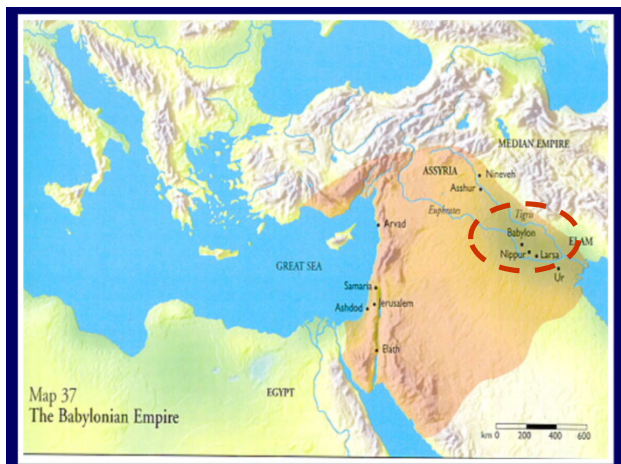 MEDIAN EMPIRE
ASSYRIA
Nineveh
Asshur
Euphrates
Tigris
Babylon
ELAM
Nippur
Larsa
Ur
Arvad
GREAT SEA
Samaria
Ashdod
Jerusalem
Elath
EGYPT
Map 37
The Babylonian Empire
km 0 200 400 600